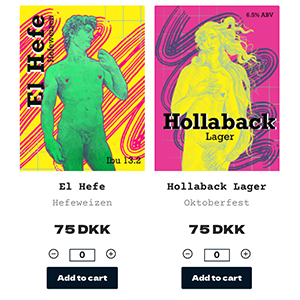 El Hefe
Hefeweizen
Ibu 13.2
6.5% ABV
Hollaback
Lager
El Hefe
Hefeweizen
75 DKK
0
Add to cart
Hollaback Lager
Oktoberfest
75 DKK
0
Add to cart